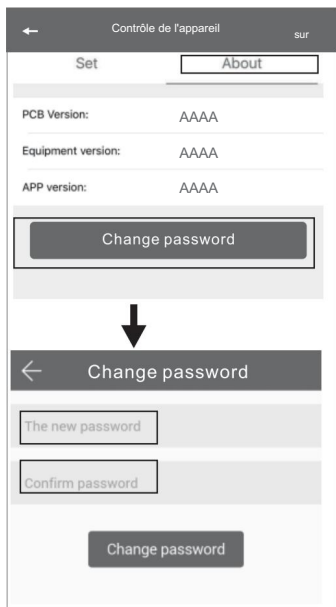 Contrôle de l'appareil sur
Set About
PCB Version: AAAA
Equipment version: AAAA
APP version: AAAA
Change password
Change password
The new password
Confirm password
Change password